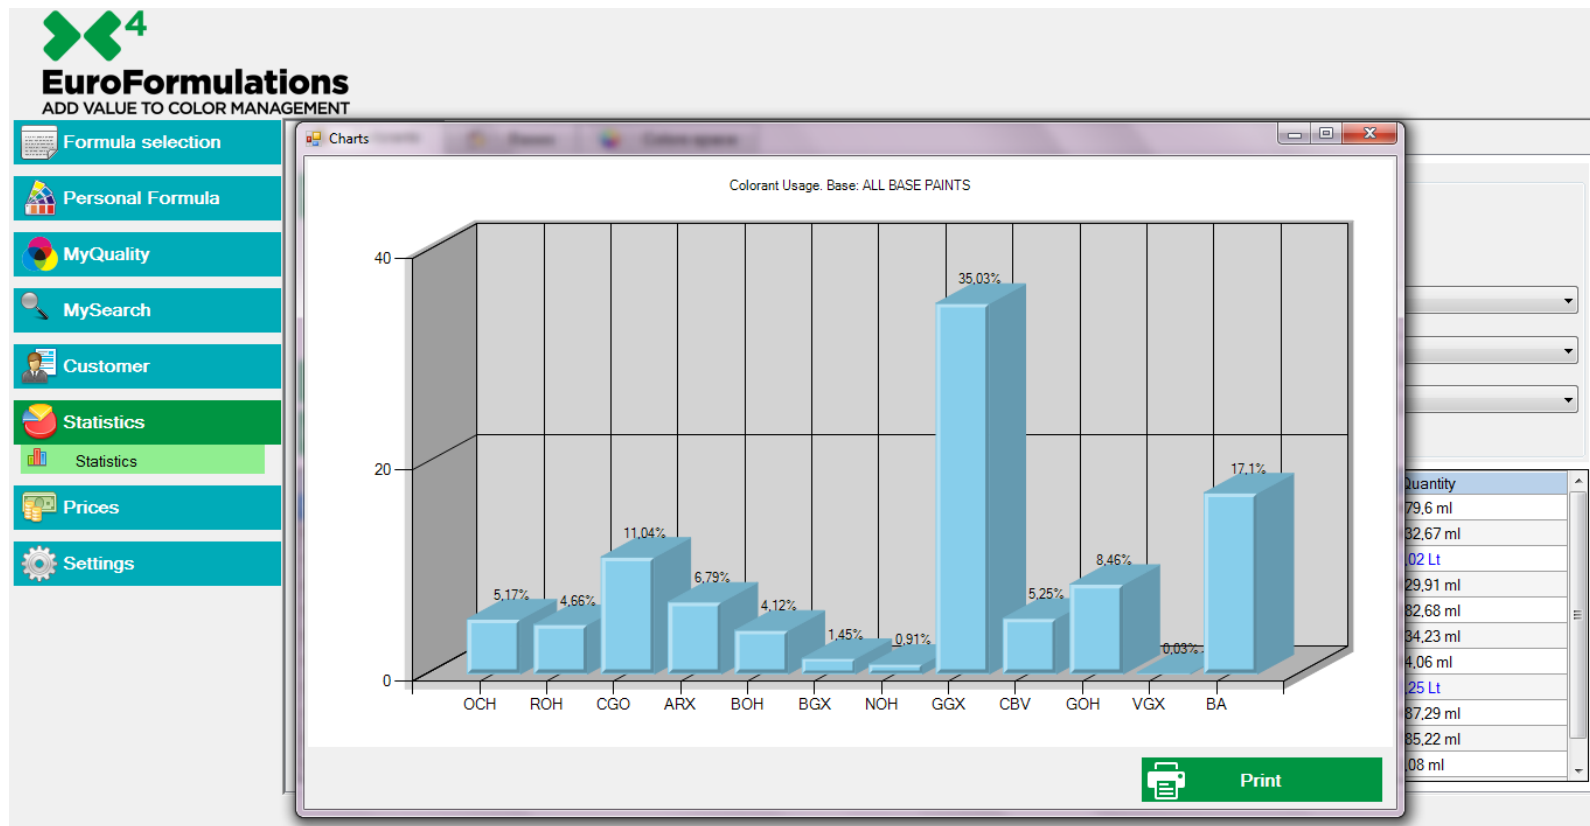 4
EuroFormulations
ADD VALUE TO COLOR MANAGEMENT
Formula selection
Personal Formula
MyQuality
MySearch
Customer
Statistics
Statistics
Prices
Settings
Charts
Colorant Usage. Base: ALL BASE PAINTS
40
20
0
5,17%
4,66%
11,04%
6,79%
4,12%
1,45%
0,91%
35,03%
5,25%
8,46%
0,03%
17,1%
OCH ROH CGO ARX BOH BGX NOH GGX CBV GOH VGX BA
Print
Quantity
79,6 ml
32,67 ml
,02 Lt
29,91 ml
82,68 ml
34,23 ml
4,06 ml
,25 Lt
87,29 ml
85,22 ml
,08 ml